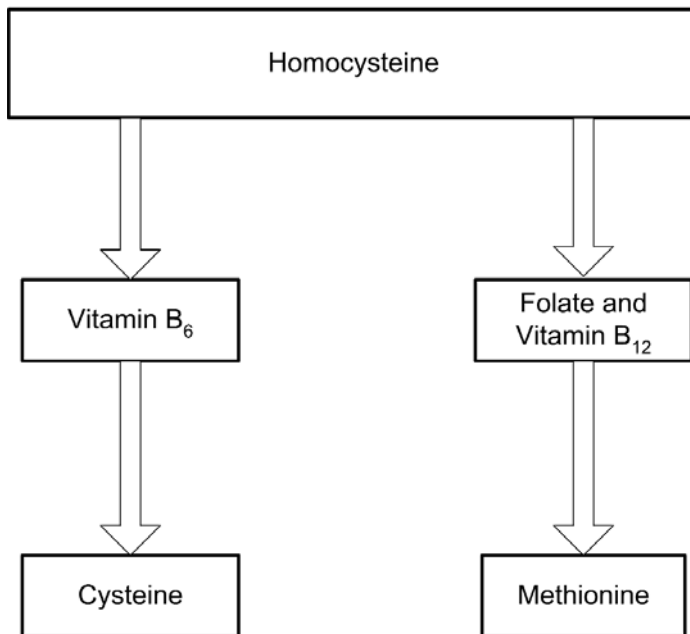 Homocysteine
Vitamin B₆
Folate and
Vitamin B₁₂
Cysteine
Methionine